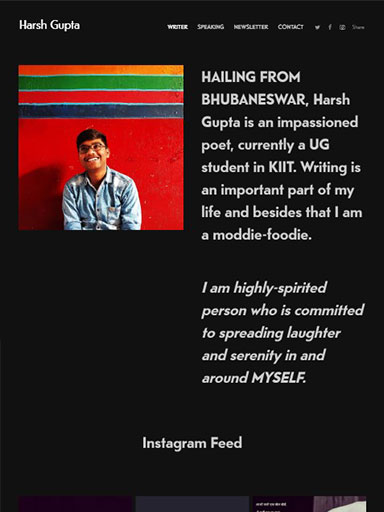 Harsh Gupta
WRITER SPEAKING NEWSLETTER CONTACT Share
HAILING FROM
BHUBANESWAR, Harsh
Gupta is an impassioned
poet, currently a UG
student in KIIT. Writing is
an important part of my
life and besides that I am
a moddie-foodie.
I am highly-spirited
person who is committed
to spreading laughter
and serenity in and
around MYSELF.
Instagram Feed